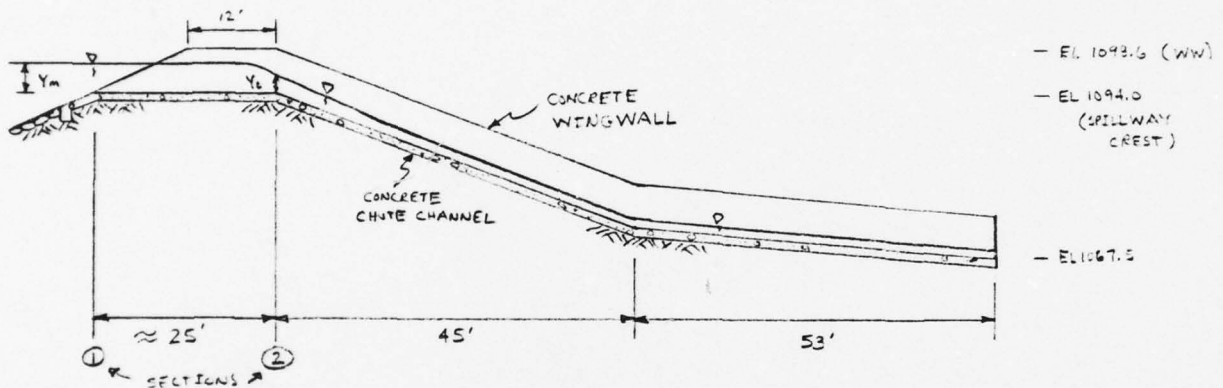 12'
— EL 1093.6 (WW)
Ym
Yc
— EL 1094.0
(SPILLWAY
CREST)
CONCRETE
WINGWALL
CONCRETE
CHUTE CHANNEL
— EL 1067.5
≈ 25'
45'
53'
① ②
SECTIONS